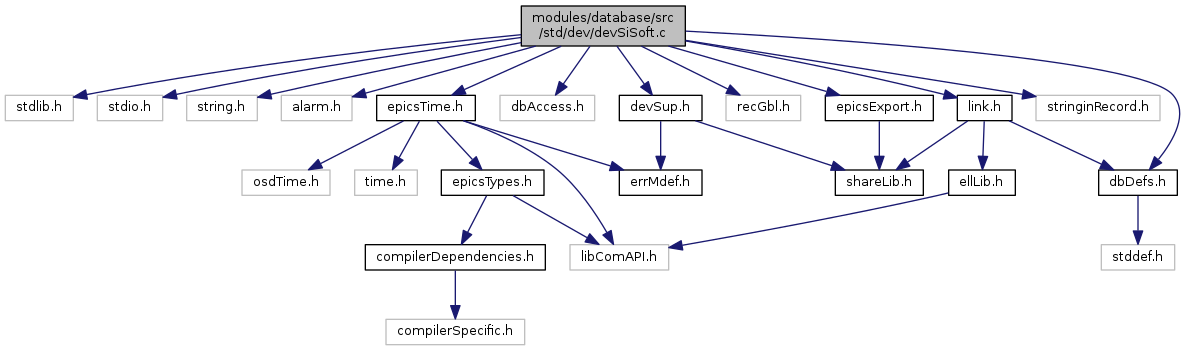 modules/database/src
/std/dev/devSiSoft.c
stdlib.h
stdio.h
string.h
alarm.h
epicsTime.h
dbAccess.h
devSup.h
recGbl.h
epicsExport.h
link.h
stringinRecord.h
osdTime.h
time.h
epicsTypes.h
errMdef.h
shareLib.h
ellLib.h
dbDefs.h
compilerDependencies.h
libComAPI.h
stddef.h
compilerSpecific.h